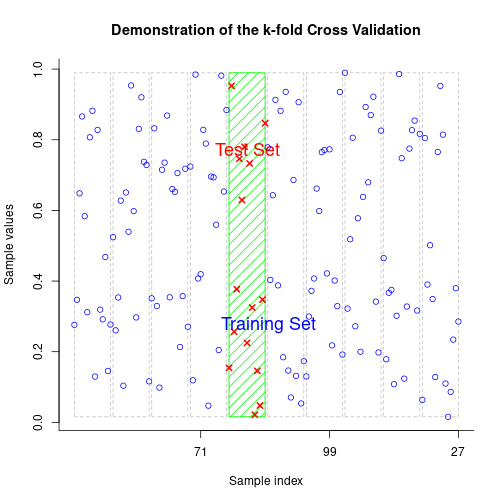 Demonstration of the k-fold Cross Validation
Sample values
1.0
0.8
0.6
0.4
0.2
0.0
Test Set
Training Set
71
99
27
Sample index